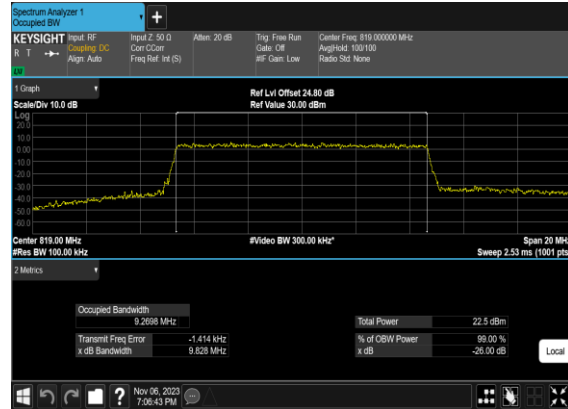 Spectrum Analyzer 1
Occupied BW
+
KEYSIGHT
R T
LM
Input: RF
Coupling: DC
Align: Auto
Input Z: 50 Ω
Corr CCorr
Freq Ref: Int (S)
Atten: 20 dB
Trig: Free Run
Gate: Off
#IF Gain: Low
Center Freq: 819.000000 MHz
Avg|Hold: 100/100
Radio Std: None
1 Graph
Scale/Div 10.0 dB
Ref Lvl Offset 24.80 dB
Ref Value 30.00 dBm
Log
20.0
10.0
0.00
-10.0
-20.0
-30.0
-40.0
-50.0
-60.0
Center 819.00 MHz
#Res BW 100.00 kHz
#Video BW 300.00 kHz*
Span 20 MHz
Sweep 2.53 ms (1001 pts)
2 Metrics
Occupied Bandwidth
9.2698 MHz
Total Power 22.5 dBm
Transmit Freq Error -1.414 kHz
% of OBW Power 99.00 %
x dB Bandwidth 9.828 MHz
x dB -26.00 dB
Local
?
Nov 06, 2023
7:06:43 PM